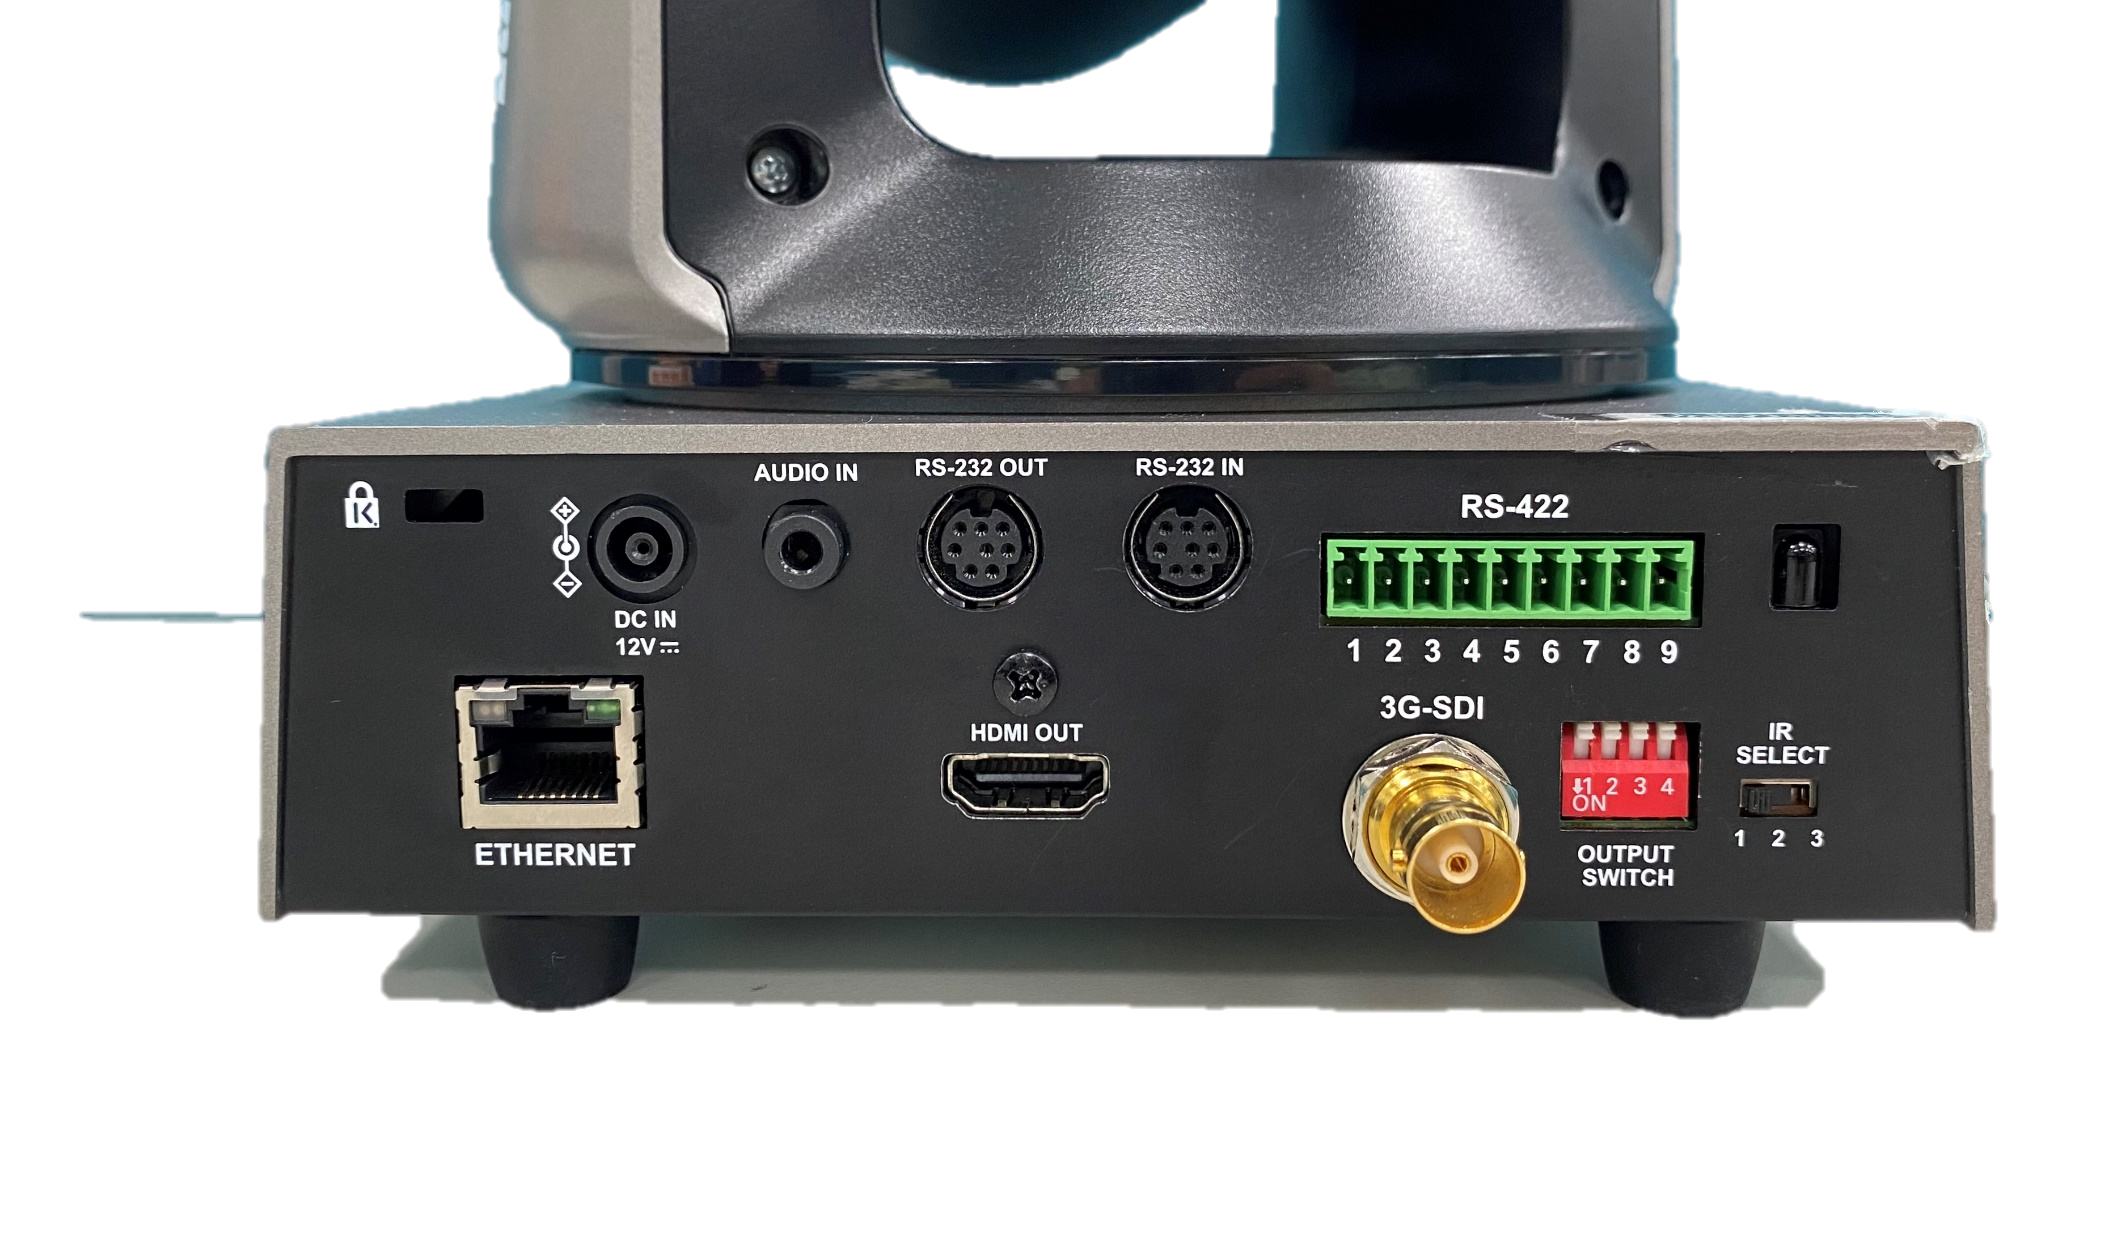 AUDIO IN
RS-232 OUT
RS-232 IN
RS-422
K
DC IN
12V
1 2 3 4 5 6 7 8 9
3G-SDI
HDMI OUT
IR
SELECT
1 2 3 4
ON
1 2 3
ETHERNET
OUTPUT
SWITCH